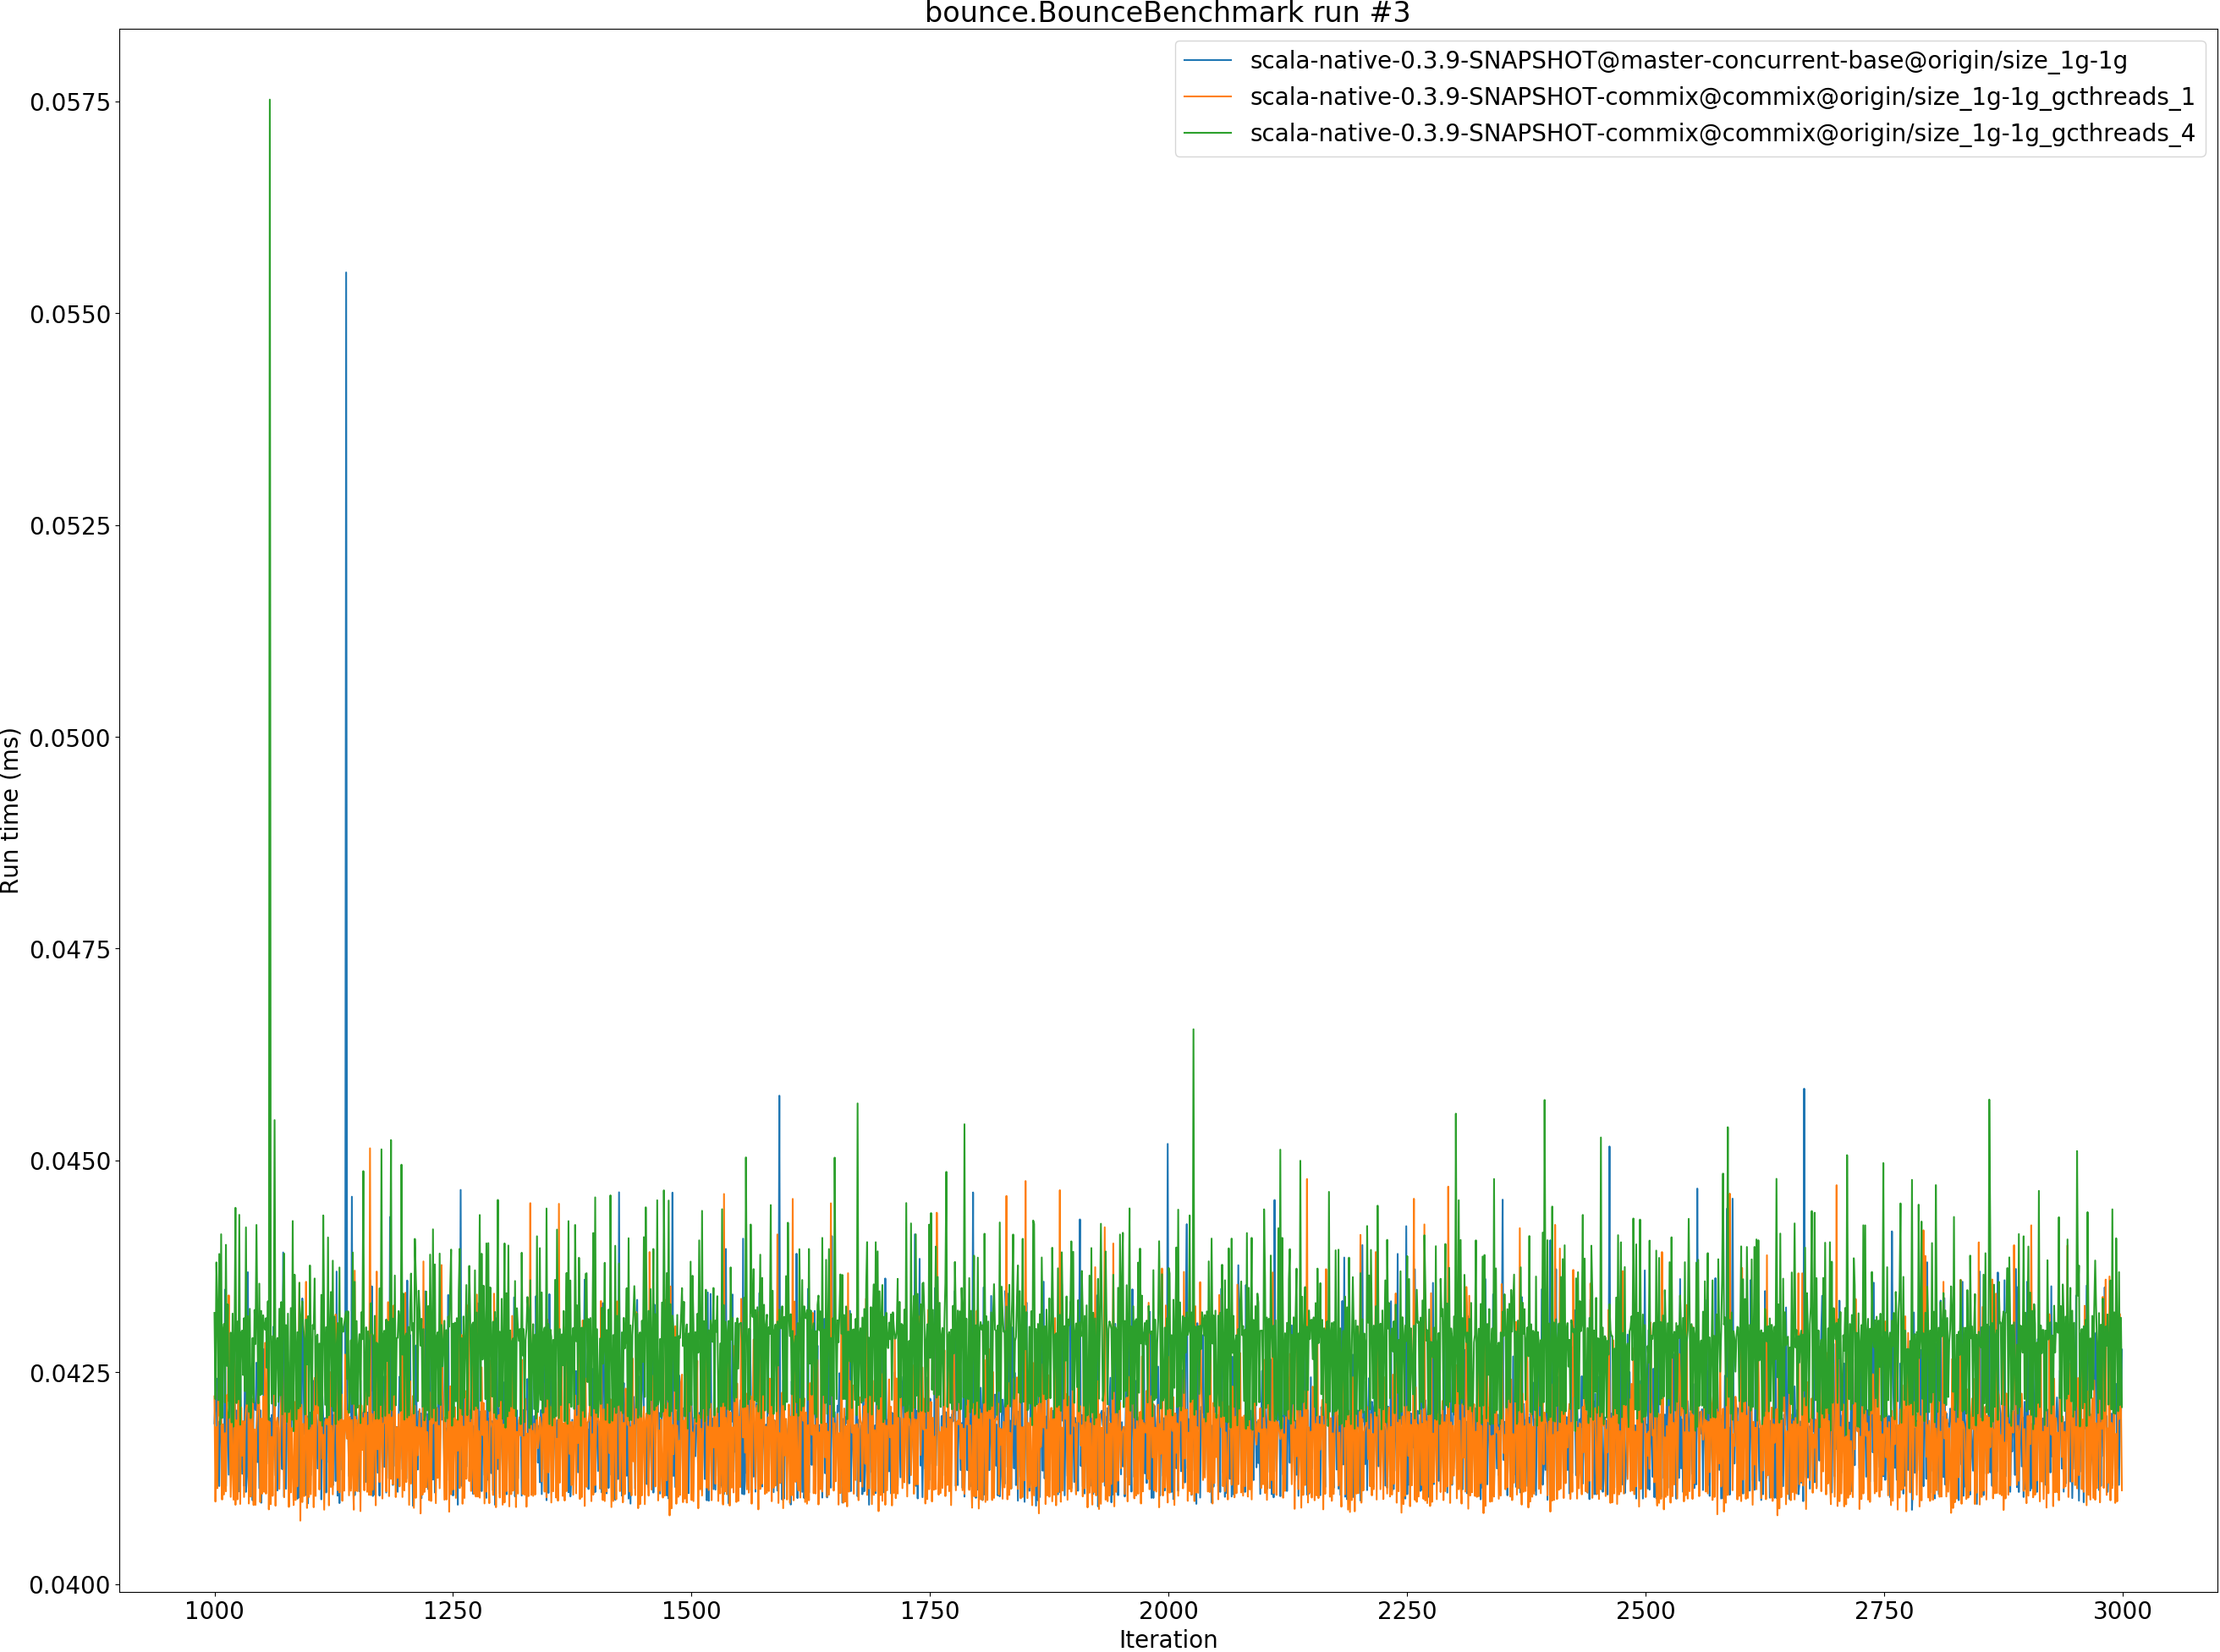 bounce.BounceBenchmark run #3
scala-native-0.3.9-SNAPSHOT@master-concurrent-base@origin/size_1g-1g
scala-native-0.3.9-SNAPSHOT-commix@commix@origin/size_1g-1g_gcthreads_1
scala-native-0.3.9-SNAPSHOT-commix@commix@origin/size_1g-1g_gcthreads_4
0.0575
0.0550
0.0525
0.0500
0.0475
0.0450
0.0425
0.0400
Run time (ms)
1000 1250 1500 1750 2000 2250 2500 2750 3000
Iteration